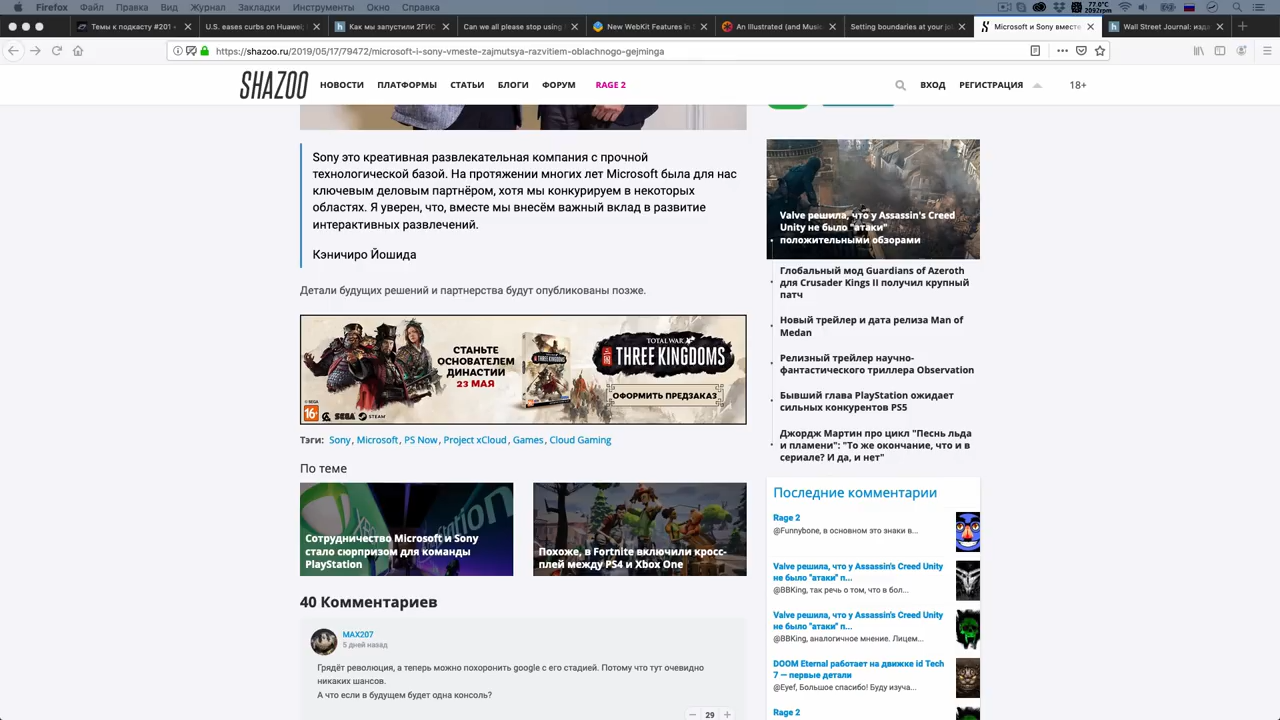 Firefox Файл Правка Вид Журнал Закладки Инструменты Окно Справка
77.0°C
Темы к подкасту #201
U.S. eases curbs on Huawei
Как мы запустили 2ГИС
Can we all please stop using
New WebKit Features in
An Illustrated (and Mus
Setting boundaries at your jo
Microsoft и Sony вместе
Wall Street Journal: изд
https://shazoo.ru/2019/05/17/79472/microsoft-i-sony-vmeste-zajmutsya-razvitiem-oblachnogo-gejminga
SHAZOO НОВОСТИ ПЛАТФОРМЫ СТАТЬИ БЛОГИ ФОРУМ RAGE 2 ВХОД РЕГИСТРАЦИЯ 18+
Sony это креативная развлекательная компания с прочной
технологической базой. На протяжении многих лет Microsoft была для нас
ключевым деловым партнёром, хотя мы конкурируем в некоторых
областях. Я уверен, что, вместе мы внесём важный вклад в развитие
интерактивных развлечений.
Кэничиро Йошида
Детали будущих решений и партнерства будут опубликованы позже.
СТАНЬТЕ
ОСНОВАТЕЛЕМ
ДИНАСТИИ
23 МАЯ
TOTAL WAR
THREE KINGDOMS
ОФОРМИТЬ ПРЕДЗАКАЗ
16+
SEGA STEAM
Тэги: Sony, Microsoft, PS Now, Project xCloud, Games, Cloud Gaming
По теме
Сотрудничество Microsoft и Sony
стало сюрпризом для команды
PlayStation
Похоже, в Fortnite включили кросс-
плей между PS4 и Xbox One
40 Комментариев
MAX207
5 дней назад
Грядёт революция, а теперь можно похоронить google с его стадией. Потому что тут очевидно
никаких шансов.
А что если в будущем будет одна консоль?
29
Valve решила, что у Assassin's Creed
Unity не было "атаки"
положительными обзорами
Глобальный мод Guardians of Azeroth
для Crusader Kings II получил крупный
патч
Новый трейлер и дата релиза Man of
Medan
Релизный трейлер научно-
фантастического триллера Observation
Бывший глава PlayStation ожидает
сильных конкурентов PS5
Джордж Мартин про цикл "Песнь льда
и пламени": "То же окончание, что и в
сериале? И да, и нет"
Последние комментарии
Rage 2
@Funnybone, в основном это знаки в...
Valve решила, что у Assassin's Creed Unity
не было "атаки" п...
@BBKing, так речь о том, что в бол...
Valve решила, что у Assassin's Creed Unity
не было "атаки" п...
@BBKing, аналогичное мнение. Лицем...
DOOM Eternal работает на движке id Tech
7 — первые детали
@Eyef, Большое спасибо! Буду изуча...
Rage 2